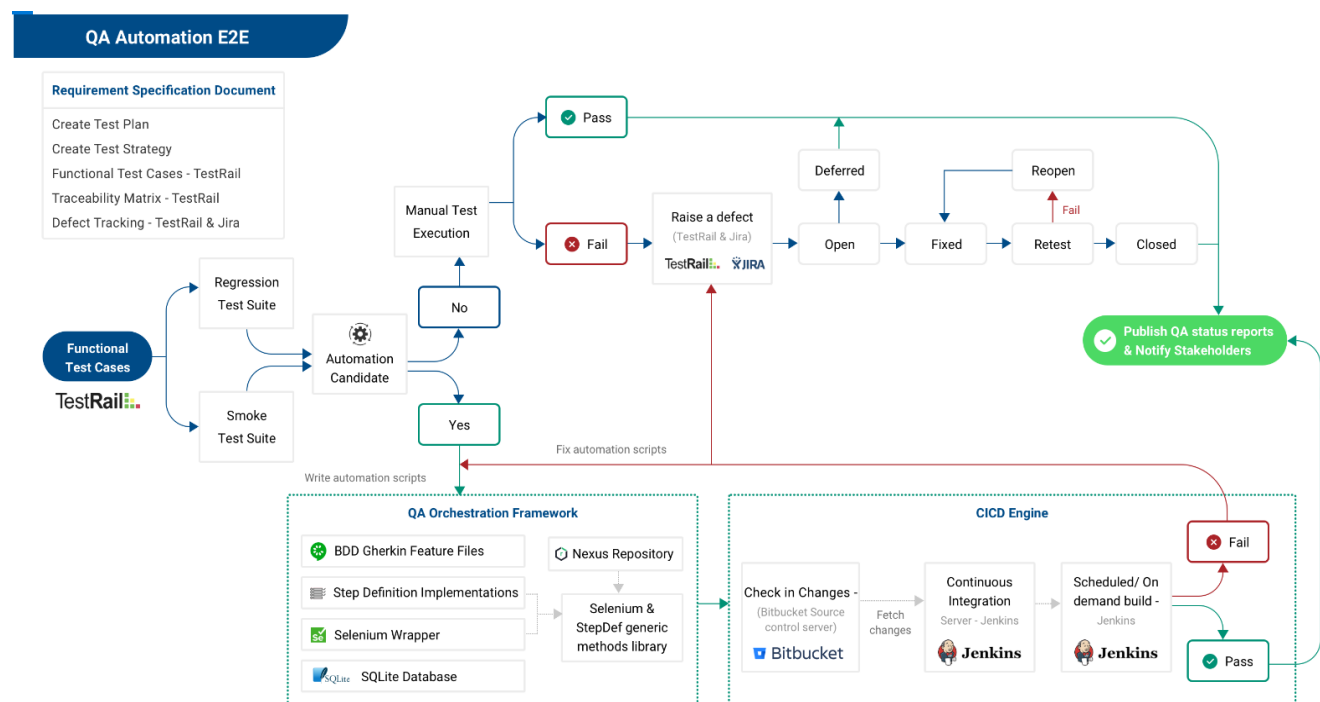 QA Automation E2E
Requirement Specification Document
Create Test Plan
Create Test Strategy
Functional Test Cases - TestRail
Traceability Matrix - TestRail
Defect Tracking - TestRail & Jira
Functional
Test Cases
TestRail
Regression
Test Suite
Smoke
Test Suite
Automation
Candidate
No
Yes
Manual Test
Execution
Pass
Fail
Raise a defect
(TestRail & Jira)
TestRail
JIRA
Open
Deferred
Fixed
Reopen
Fail
Retest
Closed
Publish QA status reports
& Notify Stakeholders
Fix automation scripts
Write automation scripts
QA Orchestration Framework
BDD Gherkin Feature Files
Step Definition Implementations
Se
Selenium Wrapper
SQLite
SQLite Database
Nexus Repository
Selenium &
StepDef generic
methods library
CICD Engine
Check in Changes -
(Bitbucket Source
control server)
Bitbucket
Fetch
changes
Continuous
Integration
Server - Jenkins
Jenkins
Scheduled/ On
demand build -
Jenkins
Jenkins
Fail
Pass